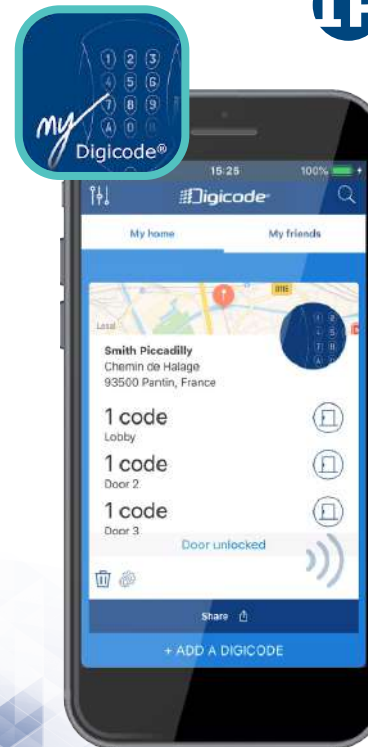 1 2 3
4 5 6
7 8 9
A 0 B
my
Digicode®
15:25 100%
Digicode®
My home My friends
Laval
Smith Piccadilly
Chemin de Halage
93500 Pantin, France
1 code
Lobby
1 code
Door 2
1 code
Door 3
Door unlocked
Share
+ ADD A DIGICODE